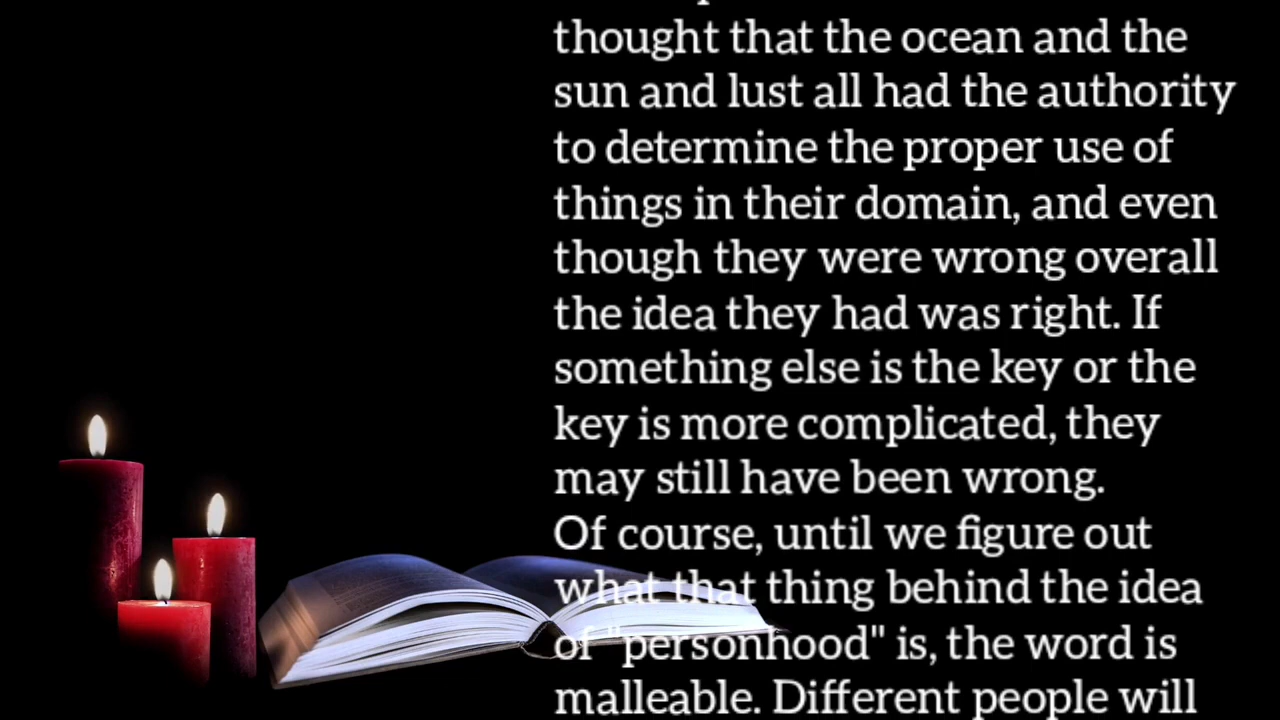 thought that the ocean and the
sun and lust all had the authority
to determine the proper use of
things in their domain, and even
though they were wrong overall
the idea they had was right. If
something else is the key or the
key is more complicated, they
may still have been wrong.
Of course, until we figure out
what that thing behind the idea
of "personhood" is, the word is
malleable. Different people will